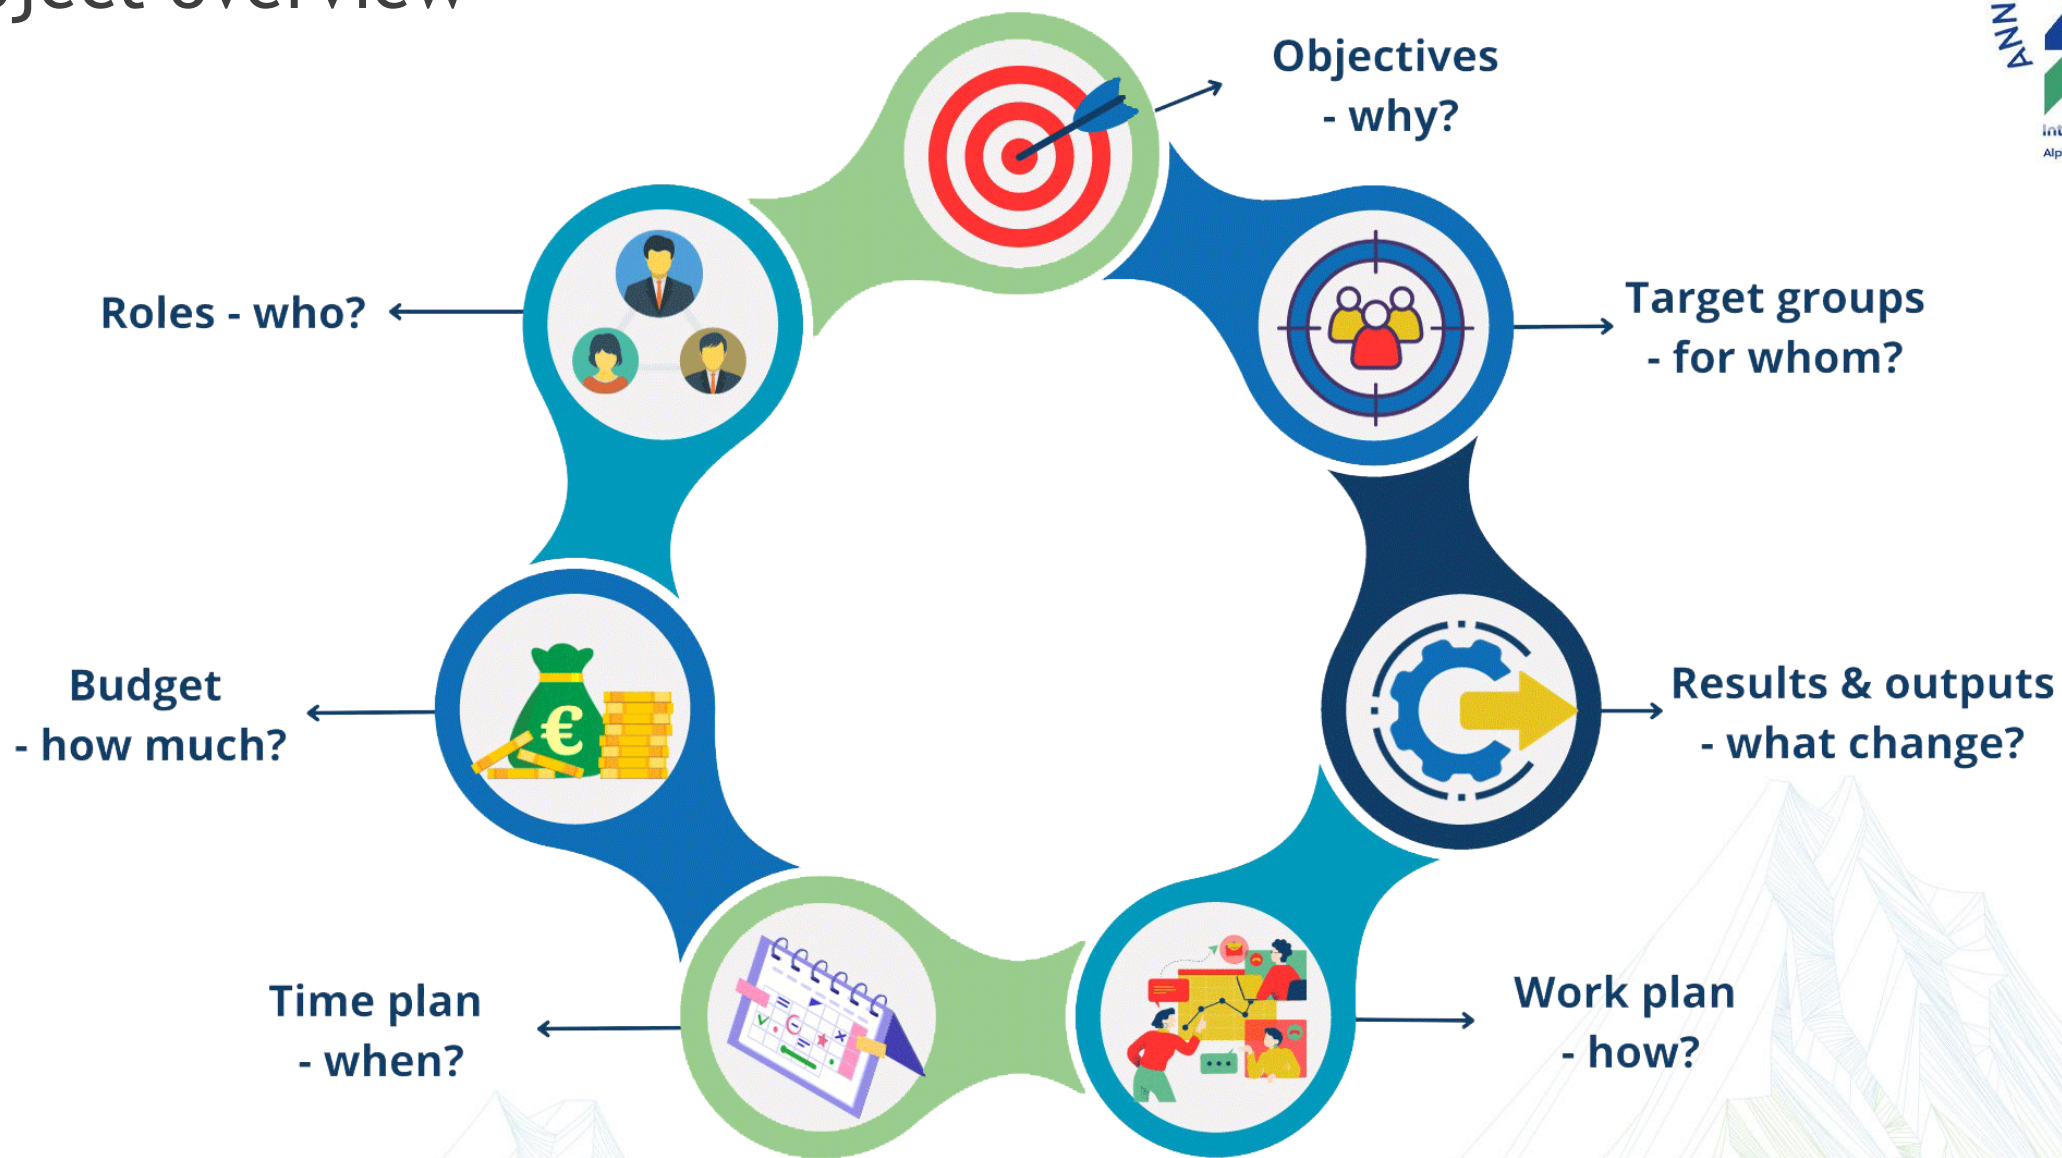 overview
Objectives
- why?
Target groups
- for whom?
Results & outputs
- what change?
Work plan
- how?
Time plan
- when?
Budget
- how much?
Roles - who?
€